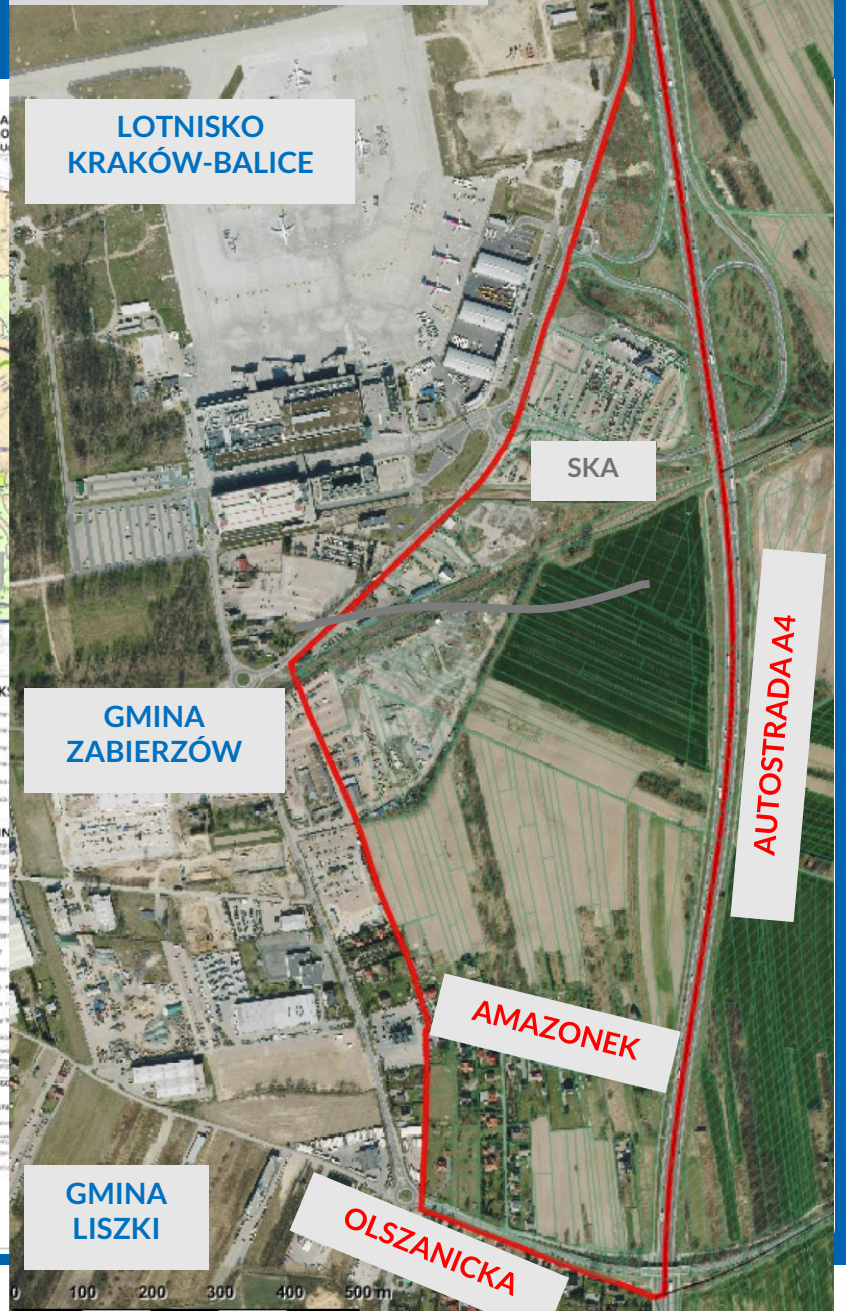 LOTNISKO
KRAKÓW-BALICE
SKA
AUTOSTRADA A4
GMINA
ZABIERZÓW
AMAZONEK
GMINA
LISZKI
OLSZANICKA
0 100 200 300 400 500 m